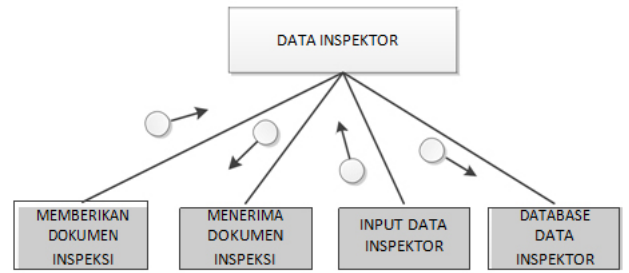 DATA INSPEKTOR
MEMBERIKAN
DOKUMEN
INSPEKSI
MENERIMA
DOKUMEN
INSPEKSI
INPUT DATA
INSPEKTOR
DATABASE
DATA
INSPEKTOR